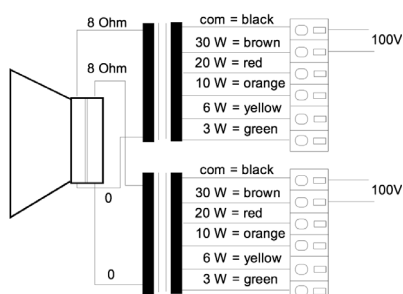 8 Ohm
com = black
30 W = brown
100V
20 W = red
8 Ohm
10 W = orange
6 W = yellow
3 W = green
com = black
30 W = brown
100V
0
20 W = red
10 W = orange
6 W = yellow
0
3 W = green